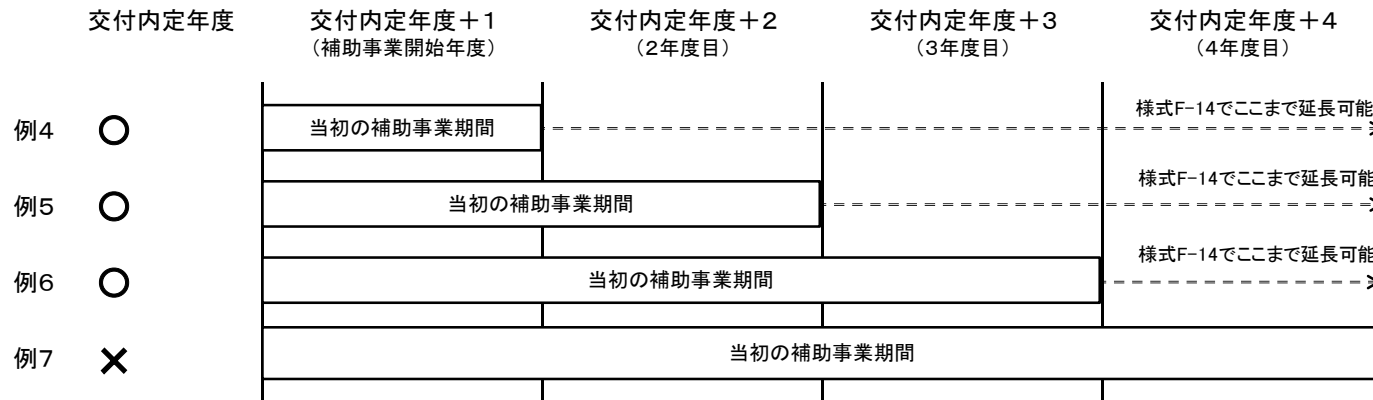 交付内定年度 交付内定年度＋1 交付内定年度＋2 交付内定年度＋3 交付内定年度＋4
（補助事業開始年度） （2年度目） （3年度目） （4年度目）
様式F-14でここまで延長可能
例4 ○ 当初の補助事業期間
様式F-14でここまで延長可能
例5 ○ 当初の補助事業期間
様式F-14でここまで延長可能
例6 ○ 当初の補助事業期間
例7 × 当初の補助事業期間